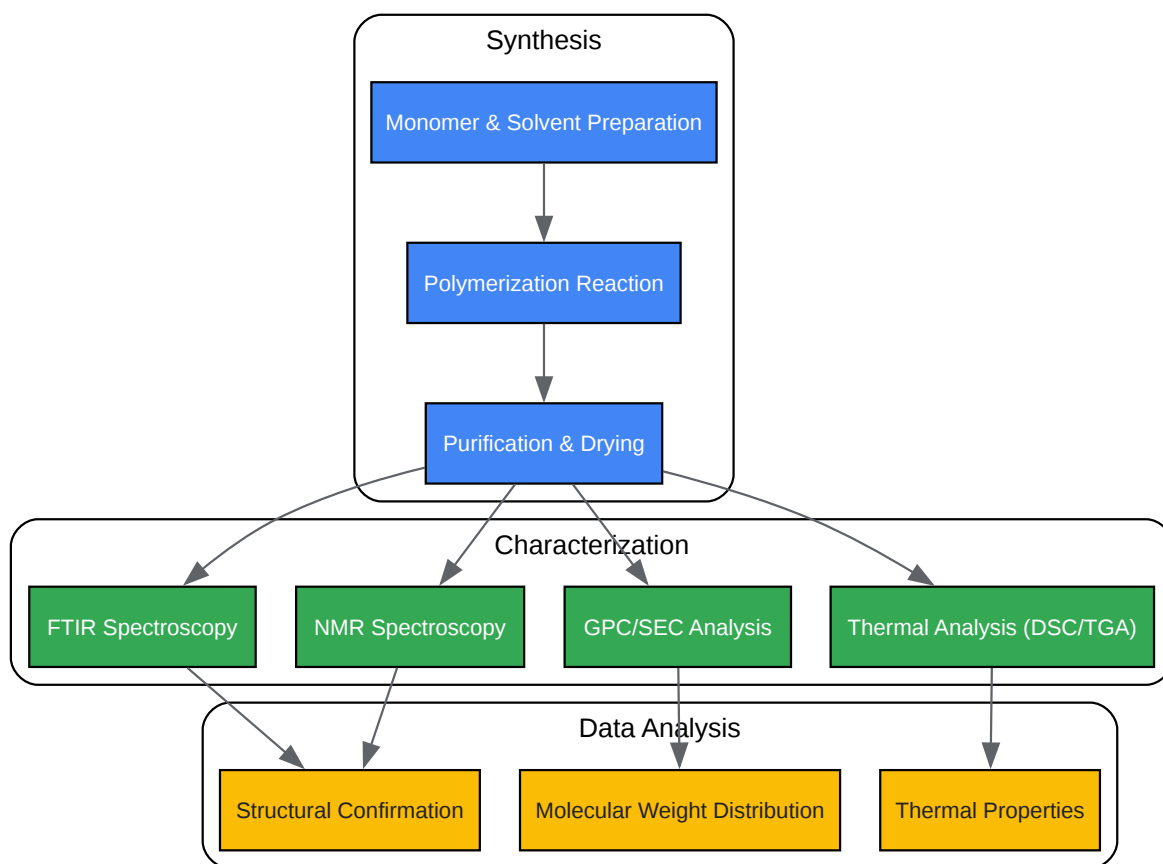 Synthesis
Monomer & Solvent Preparation
Polymerization Reaction
Purification & Drying
Characterization
FTIR Spectroscopy
NMR Spectroscopy
GPC/SEC Analysis
Thermal Analysis (DSC/TGA)
Data Analysis
Structural Confirmation
Molecular Weight Distribution
Thermal Properties